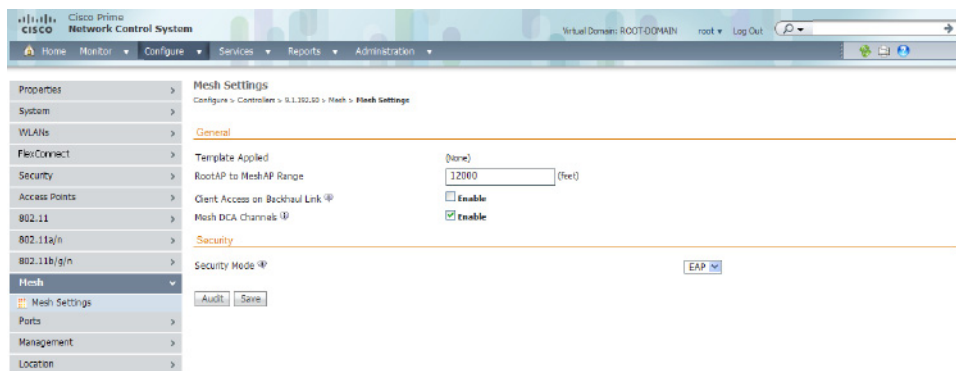 Cisco Prime
CISCO Network Control System
Virtual Domain: ROOT-DOMAIN root Log Out
Home Monitor Configure Services Reports Administration
Properties
System
WLANs
FlexConnect
Security
Access Points
802.11
802.11a/n
802.11b/g/n
Mesh
Mesh Settings
Ports
Management
Location
Mesh Settings
Configure > Controllers > 9.1.192.50 > Mesh > Mesh Settings
General
Template Applied (None)
RootAP to MeshAP Range 12000 (feet)
Client Access on Backhaul Link Enable
Mesh DCA Channels Enable
Security
Security Mode EAP
Audit Save